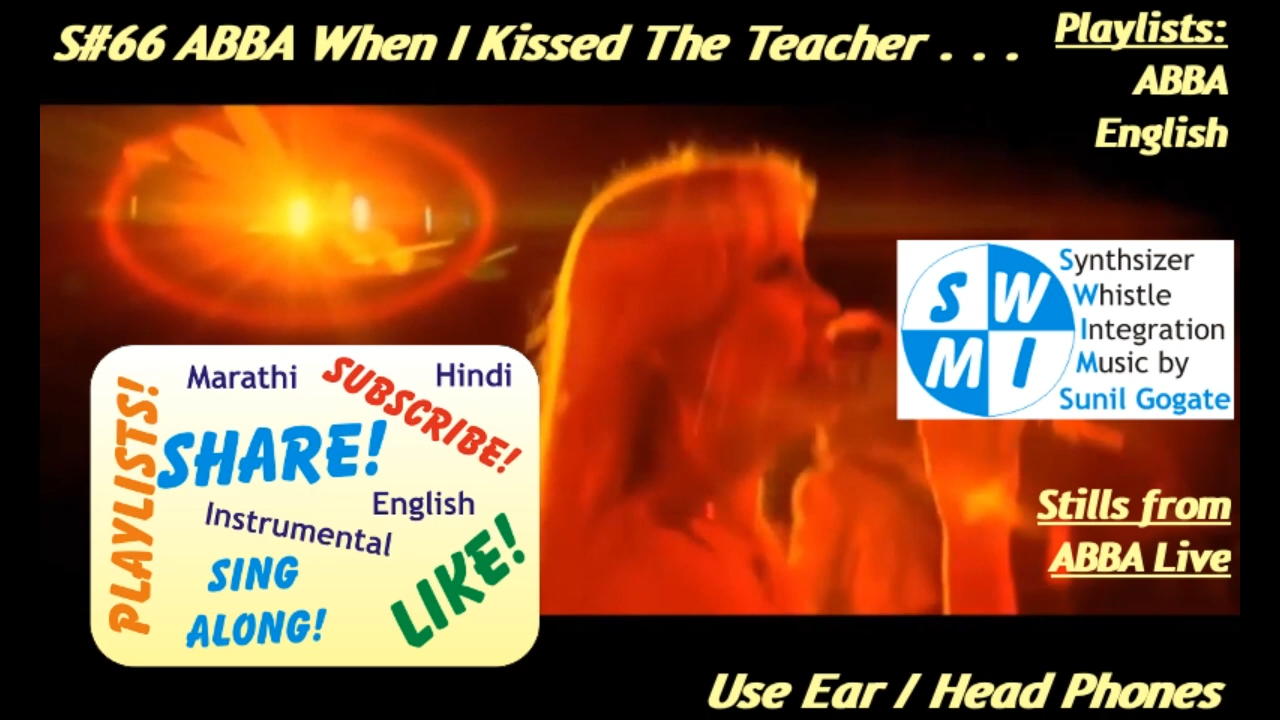 S#66 ABBA When I Kissed The Teacher . . .
Playlists:
ABBA
English
S W
M I
Synthsizer
Whistle
Integration
Music by
Sunil Gogate
PLAYLISTS!
Marathi
SUBSCRIBE!
Hindi
SHARE!
English
Instrumental
SING
ALONG!
LIKE!
Stills from
ABBA Live
Use Ear / Head Phones